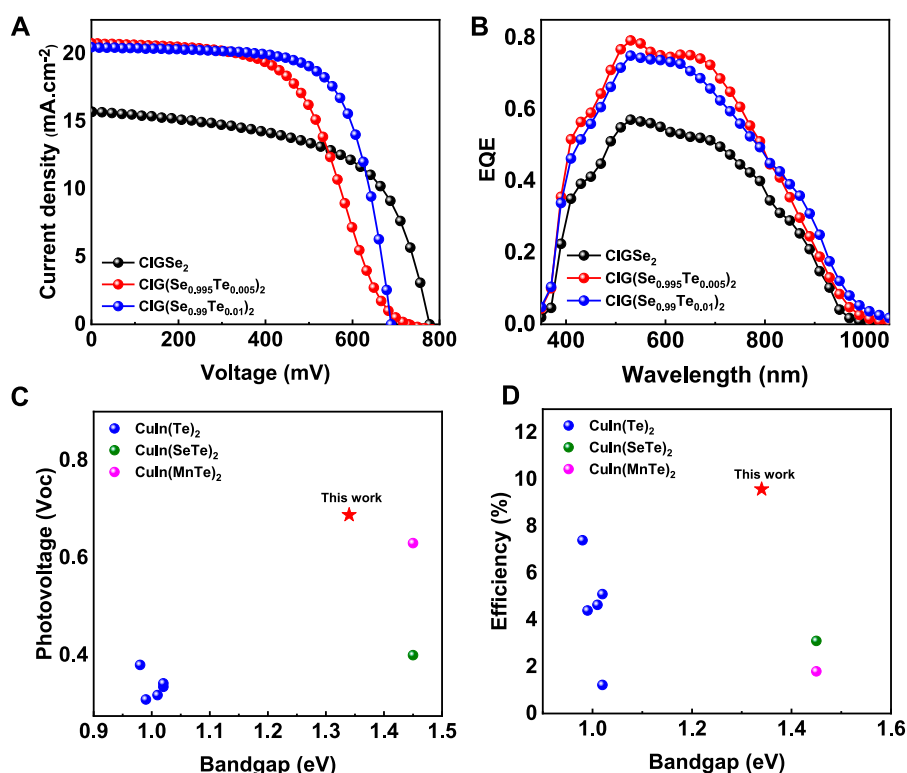 A
Current density (mA.cm⁻²)
20
15
10
5
0
CIGSe₂
CIG(Se₀.₉₉₅Te₀.₀₀₅)₂
CIG(Se₀.₉₉Te₀.₀₁)₂
0
200
400
600
800
Voltage (mV)
B
EQE
0.8
0.6
0.4
0.2
0.0
CIGSe₂
CIG(Se₀.₉₉₅Te₀.₀₀₅)₂
CIG(Se₀.₉₉Te₀.₀₁)₂
400
600
800
1000
Wavelength (nm)
C
Photovoltage (Voc)
0.8
0.6
0.4
CuIn(Te)₂
CuIn(SeTe)₂
CuIn(MnTe)₂
This work
0.9
1.0
1.1
1.2
1.3
1.4
1.5
Bandgap (eV)
D
Efficiency (%)
12
10
8
6
4
2
0
CuIn(Te)₂
CuIn(SeTe)₂
CuIn(MnTe)₂
This work
1.0
1.2
1.4
1.6
Bandgap (eV)